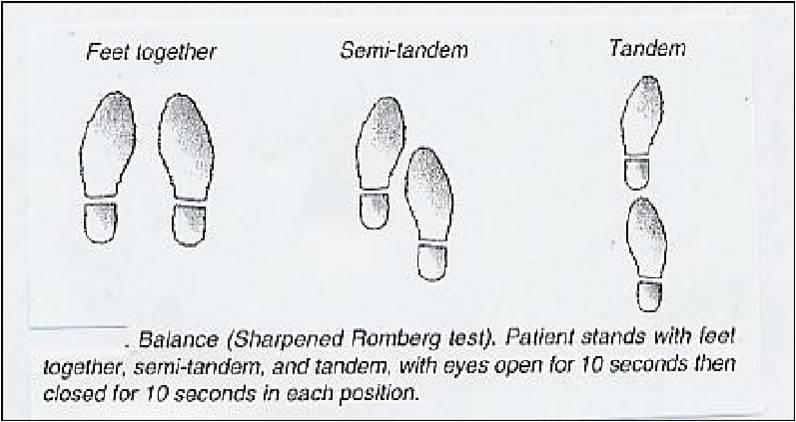 Feet together Semi-tandem Tandem
. Balance (Sharpened Romberg test). Patient stands with feet
together, semi-tandem, and tandem, with eyes open for 10 seconds then
closed for 10 seconds in each position.